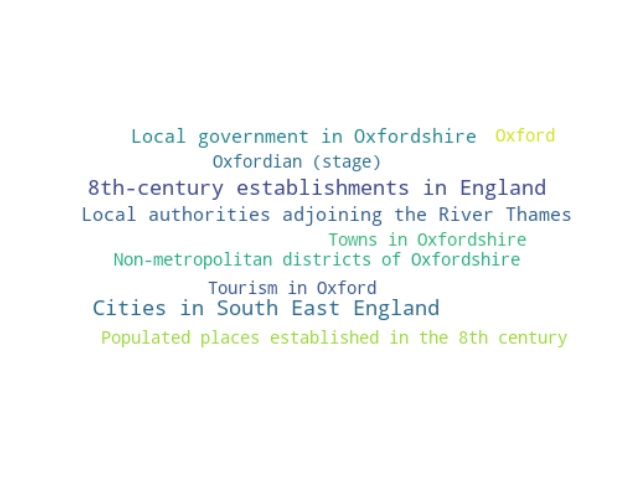 Local government in Oxfordshire Oxford
Oxfordian (stage)
8th-century establishments in England
Local authorities adjoining the River Thames
Towns in Oxfordshire
Non-metropolitan districts of Oxfordshire
Tourism in Oxford
Cities in South East England
Populated places established in the 8th century